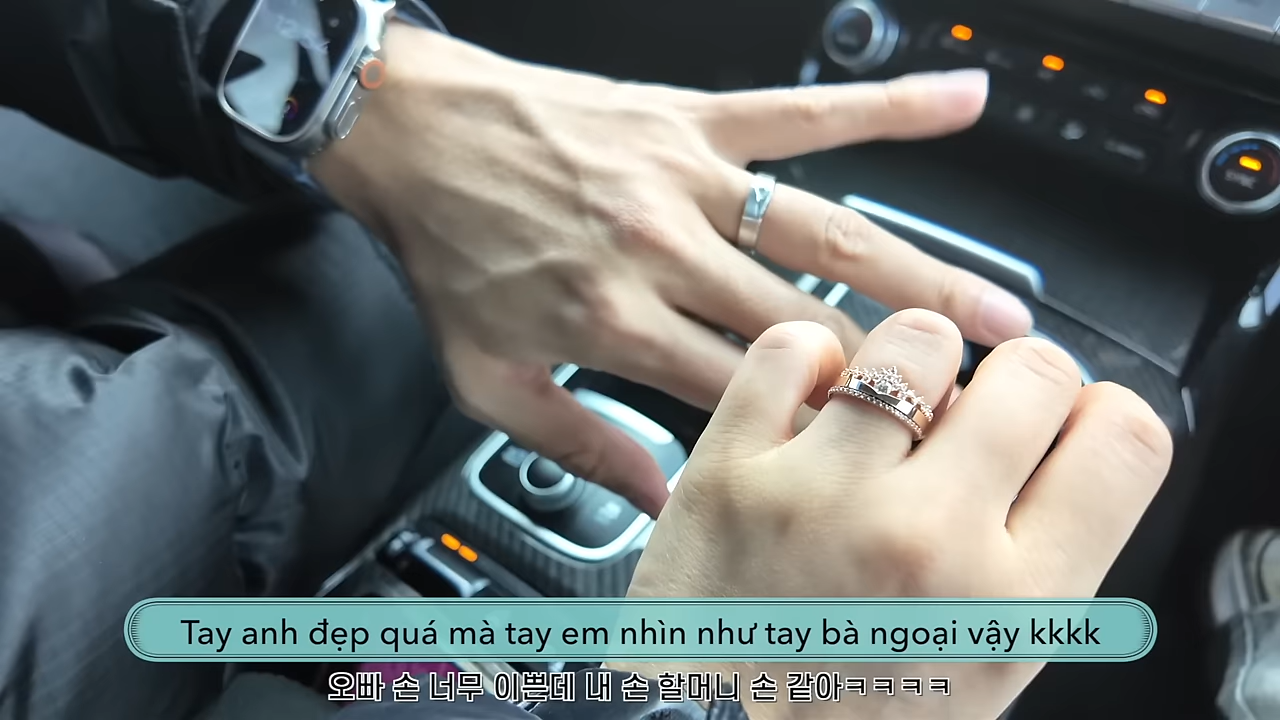 Tay anh đẹp quá mà tay em nhìn như tay bà ngoại vậy kkkk
오빠 손 너무 이쁜데 내 손 할머니 손 같아ㅋㅋㅋㅋ